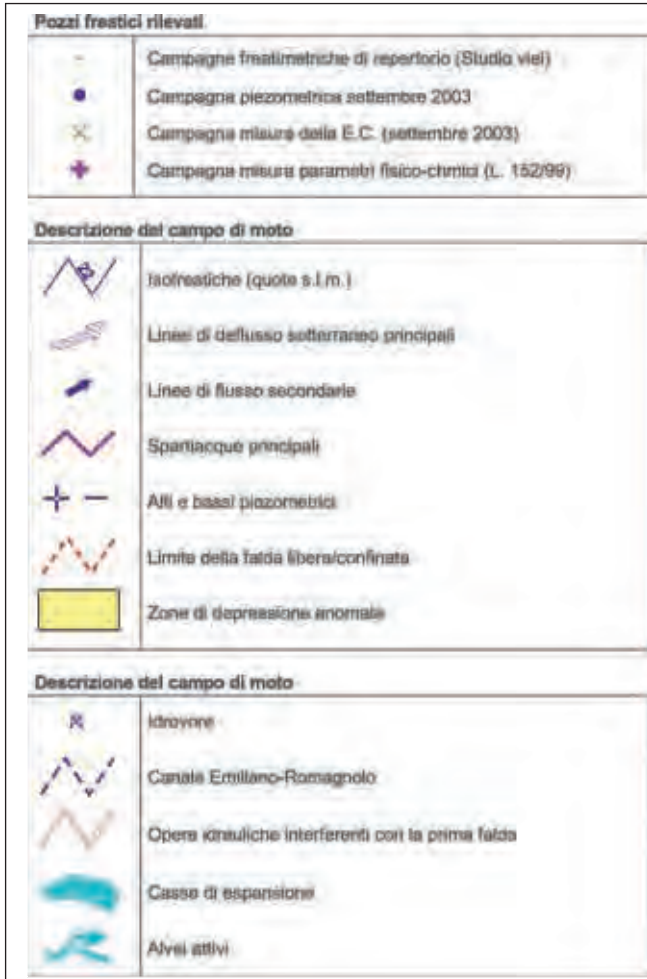 Pozzi freatici rilevati
Campagne freatimetriche di repertorio (Studio viel)
Campagna piezometrica settembre 2003
Campagna misura della E.C. (settembre 2003)
Campagna misura parametri fisico-chmici (L. 152/99)
Descrizione del campo di moto
Isofreatiche (quote s.l.m.)
Linee di deflusso sotterraneo principali
Linee di flusso secondarie
Spartiacque principali
Alti e bassi piezometrici
Limite della falda libera/confinata
Zone di depressione anomale
Descrizione del campo di moto
Idrovore
Canale Emiliano-Romagnolo
Opere idrauliche interferenti con la prima falda
Casse di espansione
Alvei attivi